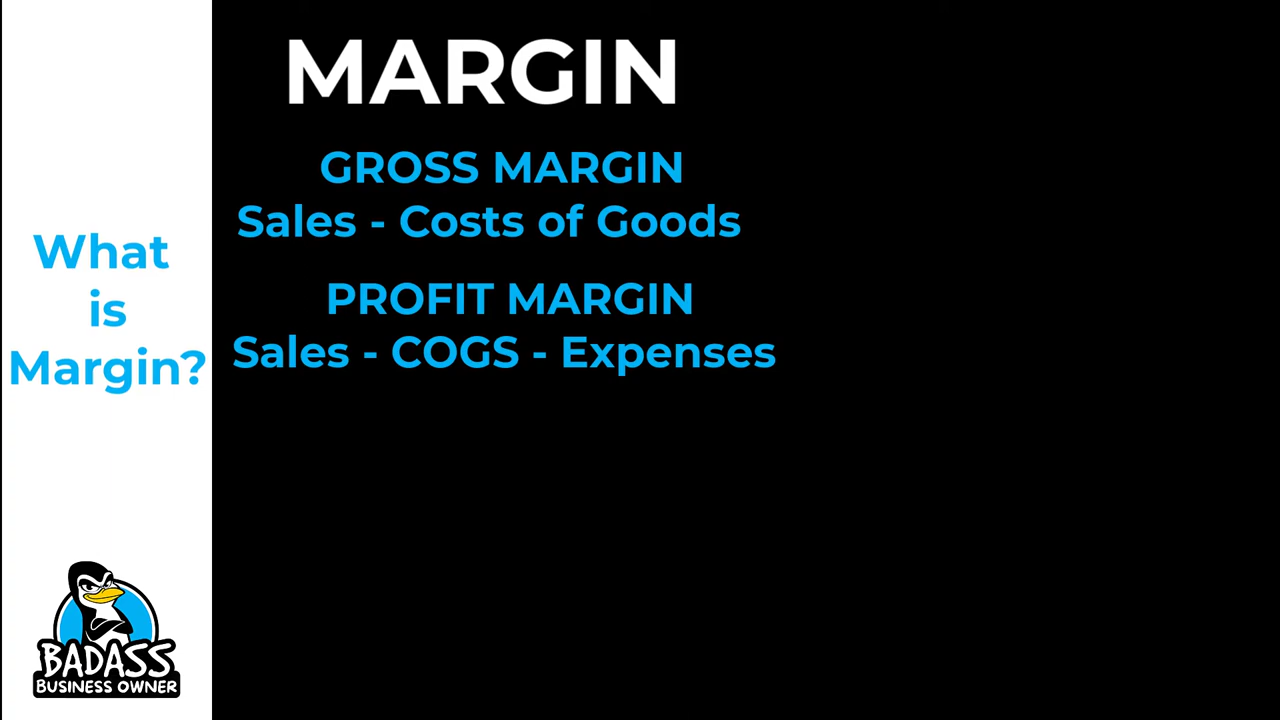 What
is
Margin?
MARGIN
GROSS MARGIN
Sales - Costs of Goods
PROFIT MARGIN
Sales - COGS - Expenses
BADASS
BUSINESS OWNER